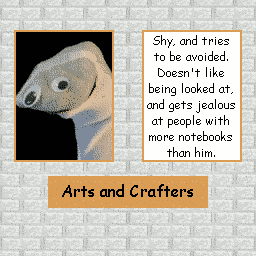 Shy, and tries
to be avoided.
Doesn't like
being looked at,
and gets jealous
at people with
more notebooks
than him.
Arts and Crafters